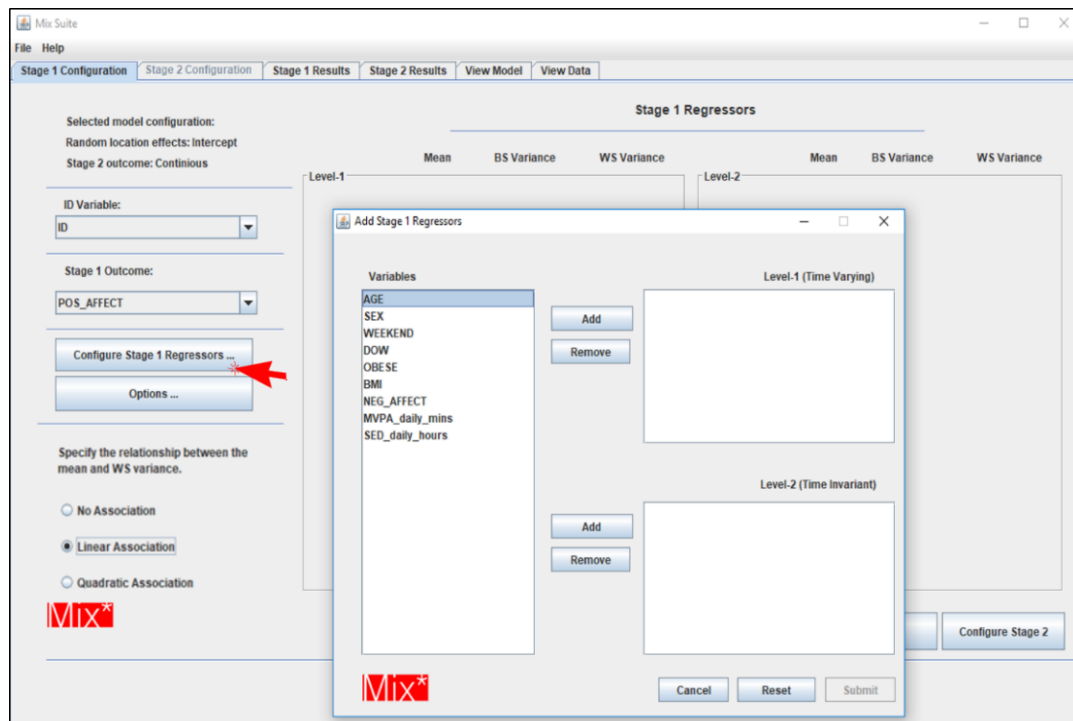 Mix Suite
File Help
Stage 1 Configuration Stage 2 Configuration Stage 1 Results Stage 2 Results View Model View Data
Selected model configuration:
Random location effects: Intercept
Stage 2 outcome: Continious
ID Variable:
ID
Stage 1 Outcome:
POS_AFFECT
Configure Stage 1 Regressors ...
Options ...
Specify the relationship between the
mean and WS variance.
No Association
Linear Association
Quadratic Association
Mix*
Stage 1 Regressors
Mean BS Variance WS Variance Mean BS Variance WS Variance
Level-1 Level-2
Add Stage 1 Regressors
Variables
AGE
SEX
WEEKEND
DOW
OBESE
BMI
NEG_AFFECT
MVPA_daily_mins
SED_daily_hours
Add
Remove
Level-1 (Time Varying)
Add
Remove
Level-2 (Time Invariant)
Mix*
Cancel Reset Submit
Configure Stage 2